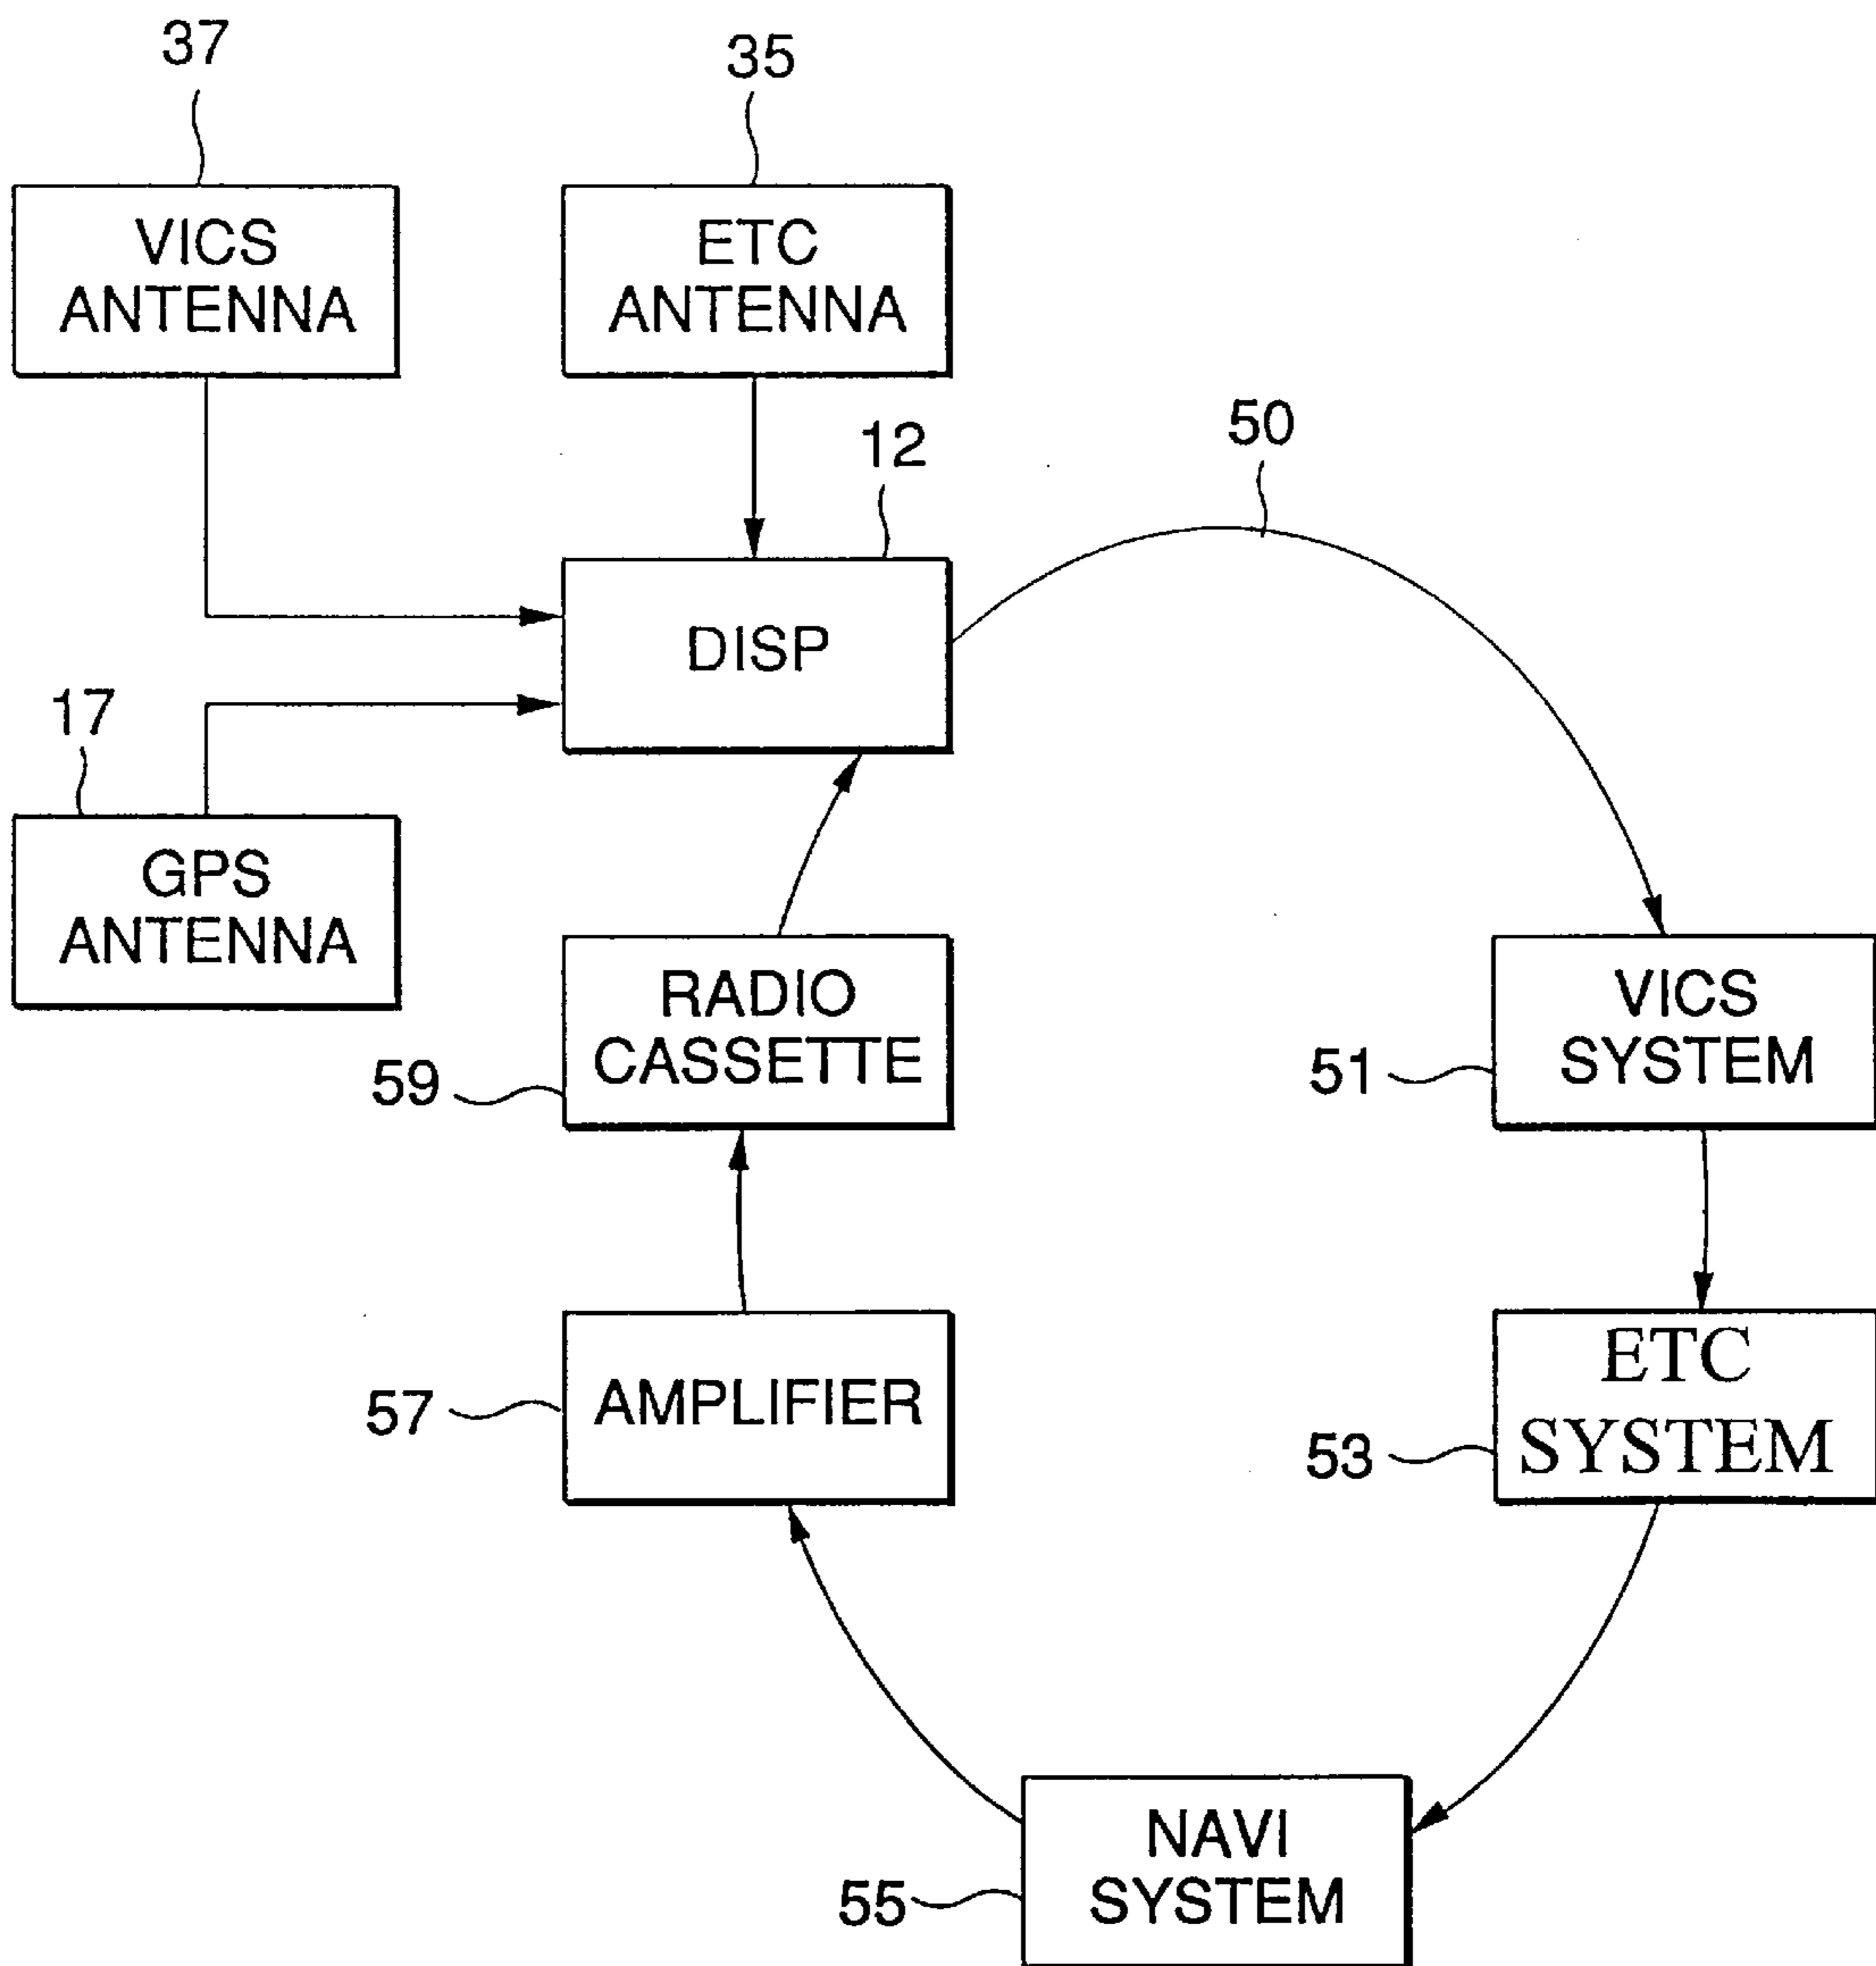 37
35
VICS
ANTENNA
ETC
ANTENNA
50
12
DISP
17
GPS
ANTENNA
RADIO
CASSETTE
59
VICS
SYSTEM
51
AMPLIFIER
57
ETC
SYSTEM
53
NAVI
SYSTEM
55